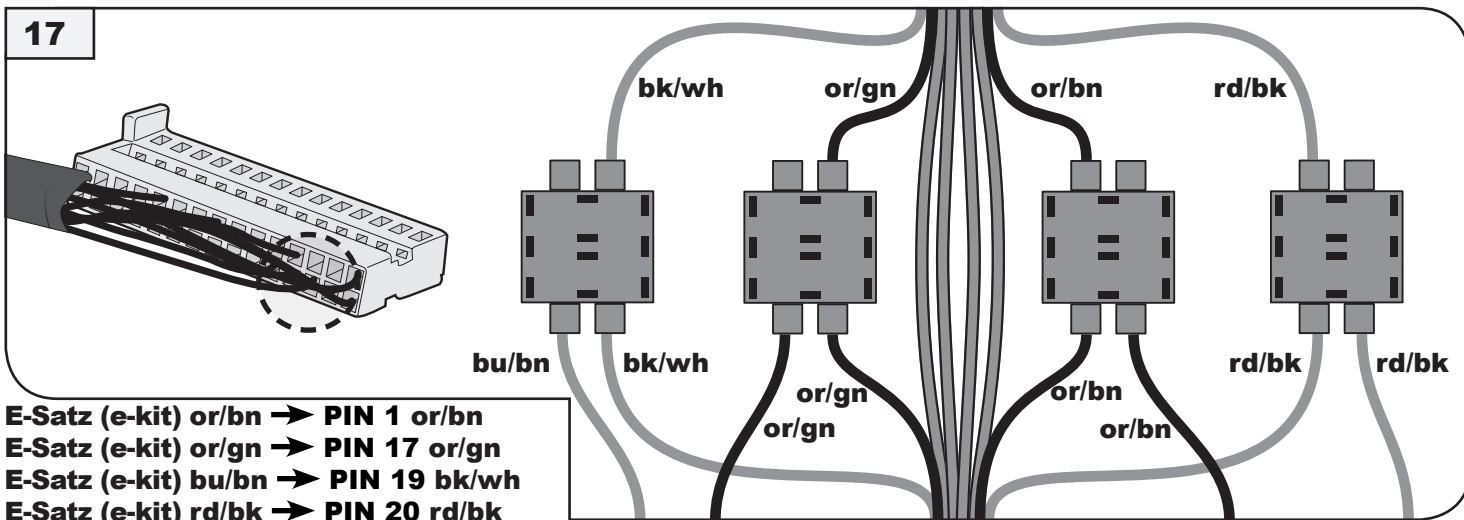 17
bk/wh or/gn or/bn rd/bk
bu/bn bk/wh rd/bk rd/bk
or/gn or/bn
or/gn or/bn
E-Satz (e-kit) or/bn → PIN 1 or/bn
E-Satz (e-kit) or/gn → PIN 17 or/gn
E-Satz (e-kit) bu/bn → PIN 19 bk/wh
E-Satz (e-kit) rd/bk → PIN 20 rd/bk